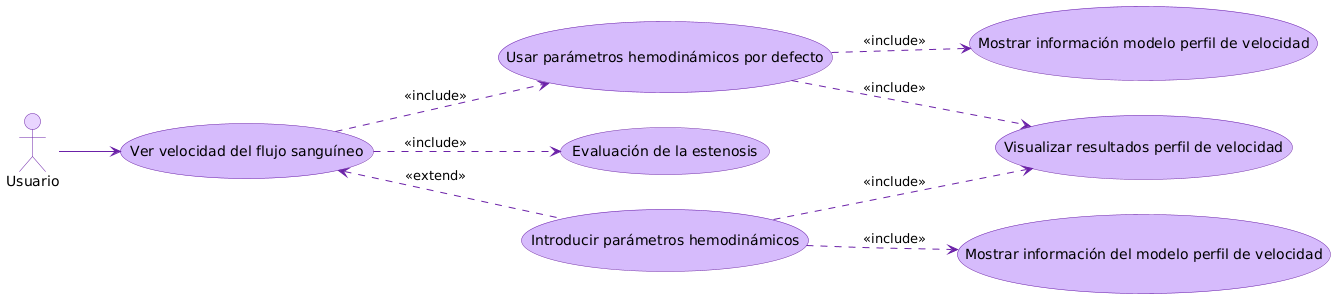 Usuario
Ver velocidad del flujo sanguíneo
«include»
«include»
«extend»
Usar parámetros hemodinámicos por defecto
Evaluación de la estenosis
Introducir parámetros hemodinámicos
«include»
«include»
«include»
«include»
Mostrar información modelo perfil de velocidad
Visualizar resultados perfil de velocidad
Mostrar información del modelo perfil de velocidad